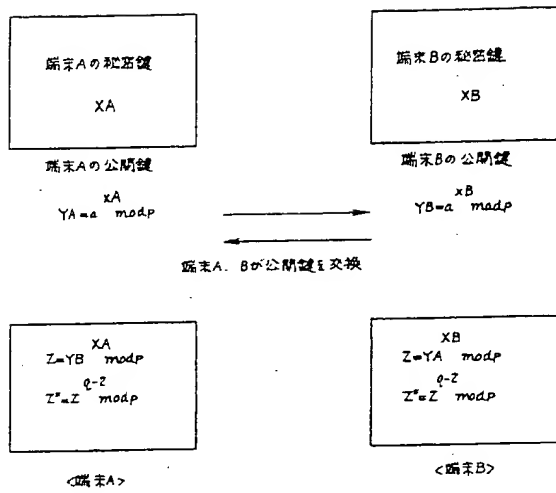 端末Aの秘密鍵
XA
端末Bの秘密鍵
XB
端末Aの公開鍵
XA
YA=a modp
端末Bの公開鍵
XB
YB=a modp
端末A. Bが公開鍵を交換
XA
Z=YB modp
q-2
Z*=Z modp
XB
Z=YA modp
q-2
Z*=Z modp
<端末A>
<端末B>